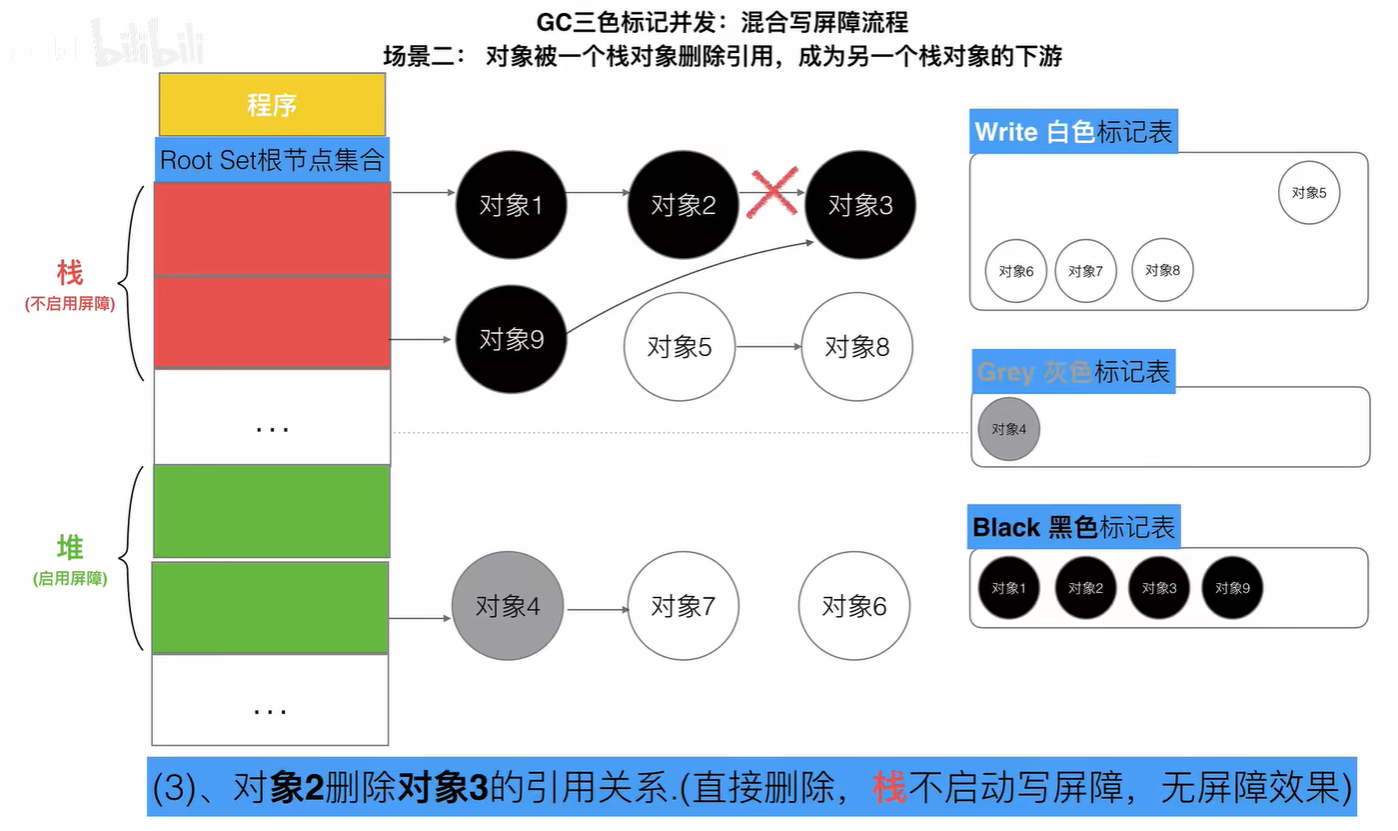 GC三色标记并发：混合写屏障流程
场景二： 对象被一个栈对象删除引用，成为另一个栈对象的下游
bilibili
程序
Root Set根节点集合
栈
(不启用屏障)
...
堆
(启用屏障)
...
对象1
对象2
对象3
对象9
对象5
对象8
对象4
对象7
对象6
Write 白色标记表
对象5
对象6
对象7
对象8
Grey 灰色标记表
对象4
Black 黑色标记表
对象1
对象2
对象3
对象9
(3)、对象2删除对象3的引用关系.(直接删除，栈不启动写屏障，无屏障效果)